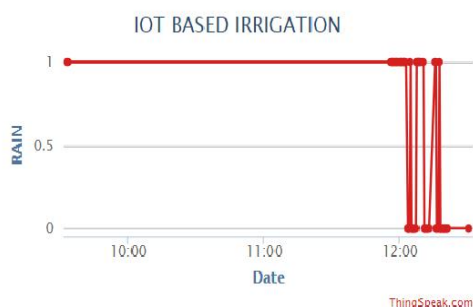 IOT BASED IRRIGATION
1
0.5
0
RAIN
10:00 11:00 12:00
Date
ThingSpeak.com